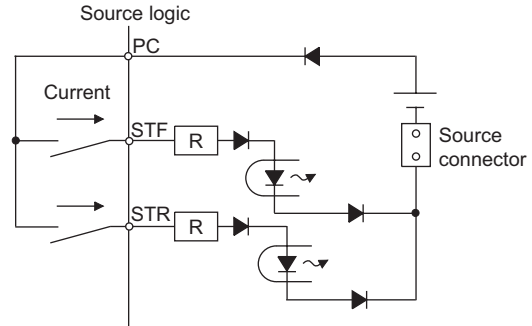 Source logic
PC
Current
STF
R
Source
connector
STR
R